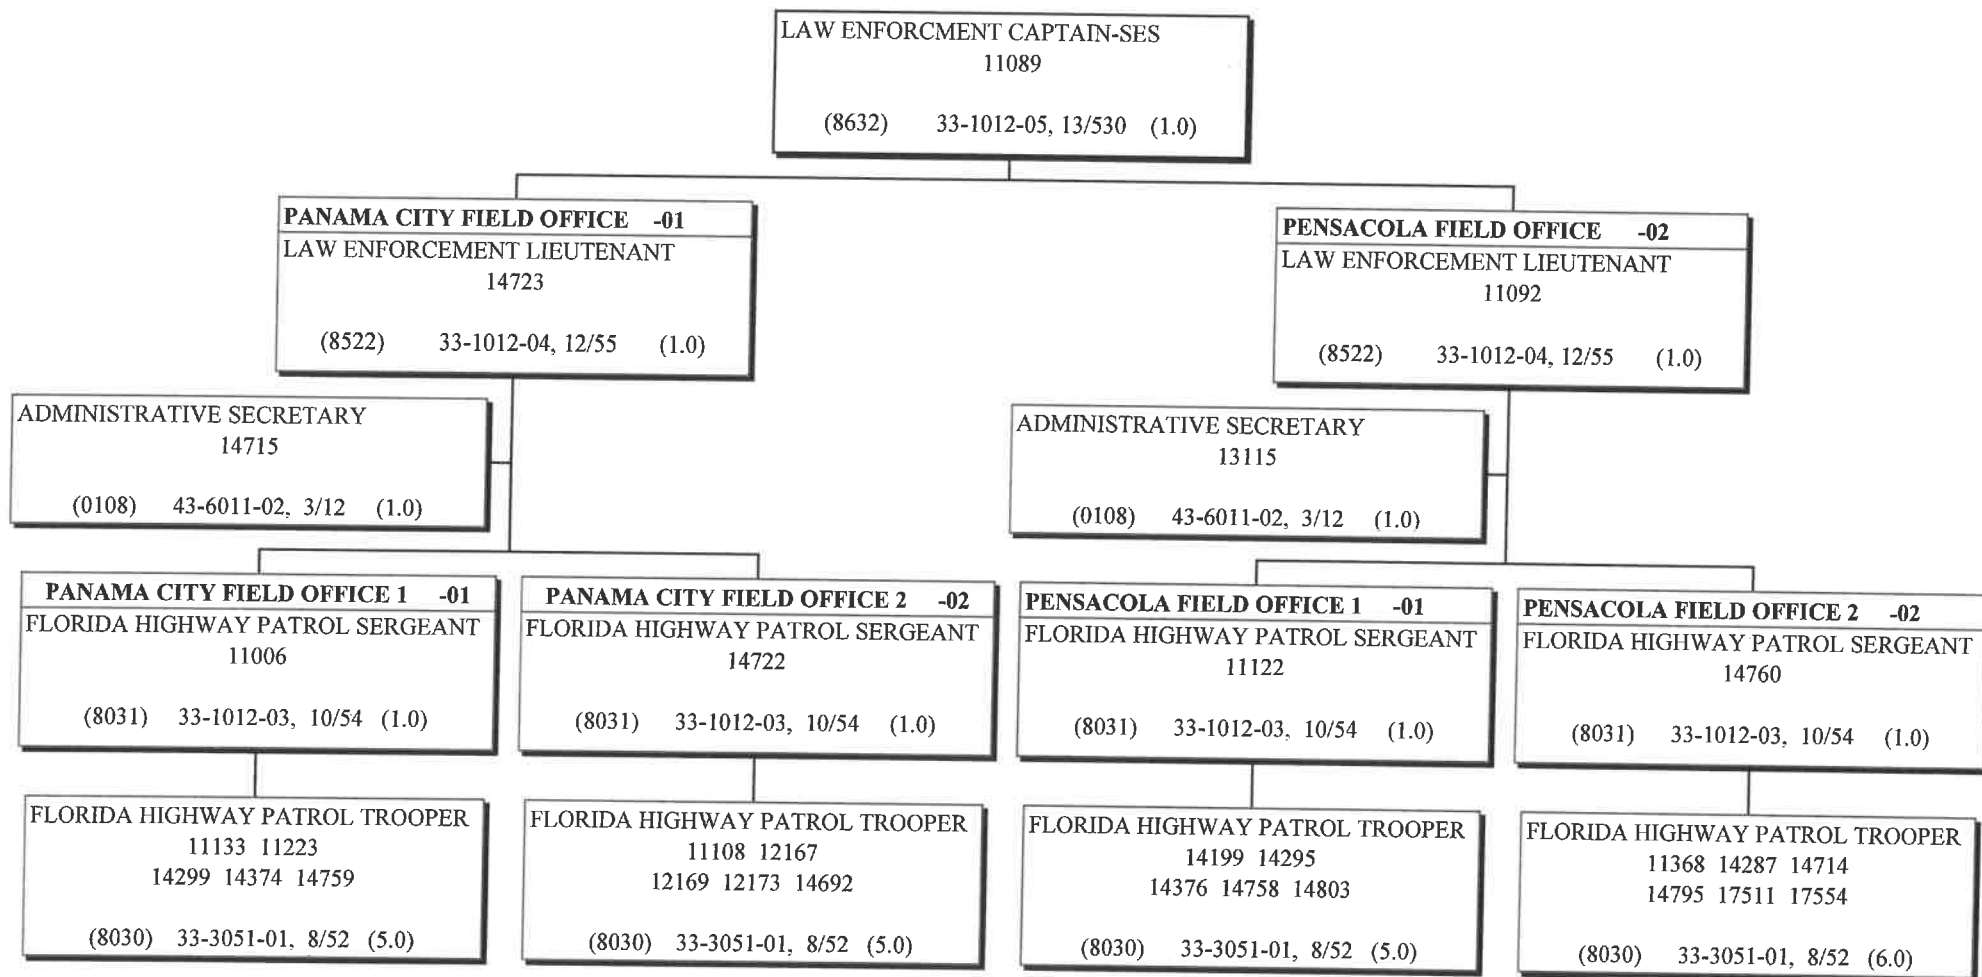 LAW ENFORCMENT CAPTAIN-SES
11089
(8632) 33-1012-05, 13/530 (1.0)
PANAMA CITY FIELD OFFICE -01
LAW ENFORCEMENT LIEUTENANT
14723
(8522) 33-1012-04, 12/55 (1.0)
PENSACOLA FIELD OFFICE -02
LAW ENFORCEMENT LIEUTENANT
11092
(8522) 33-1012-04, 12/55 (1.0)
ADMINISTRATIVE SECRETARY
14715
(0108) 43-6011-02, 3/12 (1.0)
ADMINISTRATIVE SECRETARY
13115
(0108) 43-6011-02, 3/12 (1.0)
PANAMA CITY FIELD OFFICE 1 -01
FLORIDA HIGHWAY PATROL SERGEANT
11006
(8031) 33-1012-03, 10/54 (1.0)
PANAMA CITY FIELD OFFICE 2 -02
FLORIDA HIGHWAY PATROL SERGEANT
14722
(8031) 33-1012-03, 10/54 (1.0)
PENSACOLA FIELD OFFICE 1 -01
FLORIDA HIGHWAY PATROL SERGEANT
11122
(8031) 33-1012-03, 10/54 (1.0)
PENSACOLA FIELD OFFICE 2 -02
FLORIDA HIGHWAY PATROL SERGEANT
14760
(8031) 33-1012-03, 10/54 (1.0)
FLORIDA HIGHWAY PATROL TROOPER
11133 11223
14299 14374 14759
(8030) 33-3051-01, 8/52 (5.0)
FLORIDA HIGHWAY PATROL TROOPER
11108 12167
12169 12173 14692
(8030) 33-3051-01, 8/52 (5.0)
FLORIDA HIGHWAY PATROL TROOPER
14199 14295
14376 14758 14803
(8030) 33-3051-01, 8/52 (5.0)
FLORIDA HIGHWAY PATROL TROOPER
11368 14287 14714
14795 17511 17554
(8030) 33-3051-01, 8/52 (6.0)